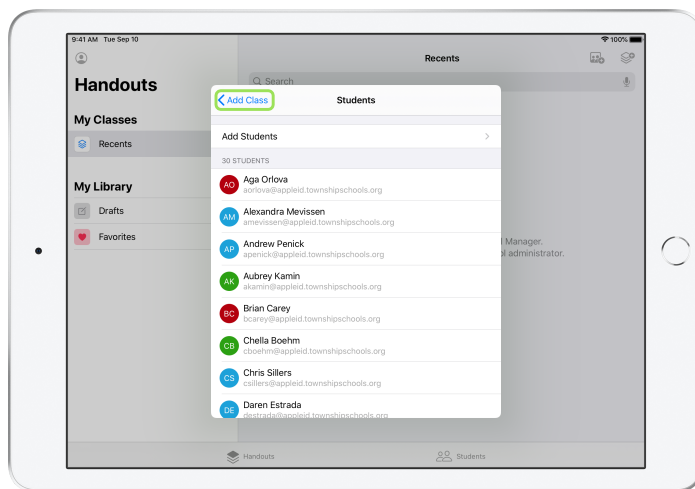 9:41 AM Tue Sep 10
100%
Recents
Handouts
Search
My Classes
Recents
My Library
Drafts
Favorites
Add Class
Students
Add Students
30 STUDENTS
AO
Aga Orlova
aorlova@appleid.townshipschools.org
AM
Alexandra Mevissen
amevissen@appleid.townshipschools.org
AP
Andrew Penick
apenick@appleid.townshipschools.org
AK
Aubrey Kamin
akamin@appleid.townshipschools.org
BC
Brian Carey
bcarey@appleid.townshipschools.org
CB
Chella Boehm
cboehm@appleid.townshipschools.org
CS
Chris Sillers
csillers@appleid.townshipschools.org
DE
Daren Estrada
destrada@appleid.townshipschools.org
Manager.
administrator.
Handouts
Students